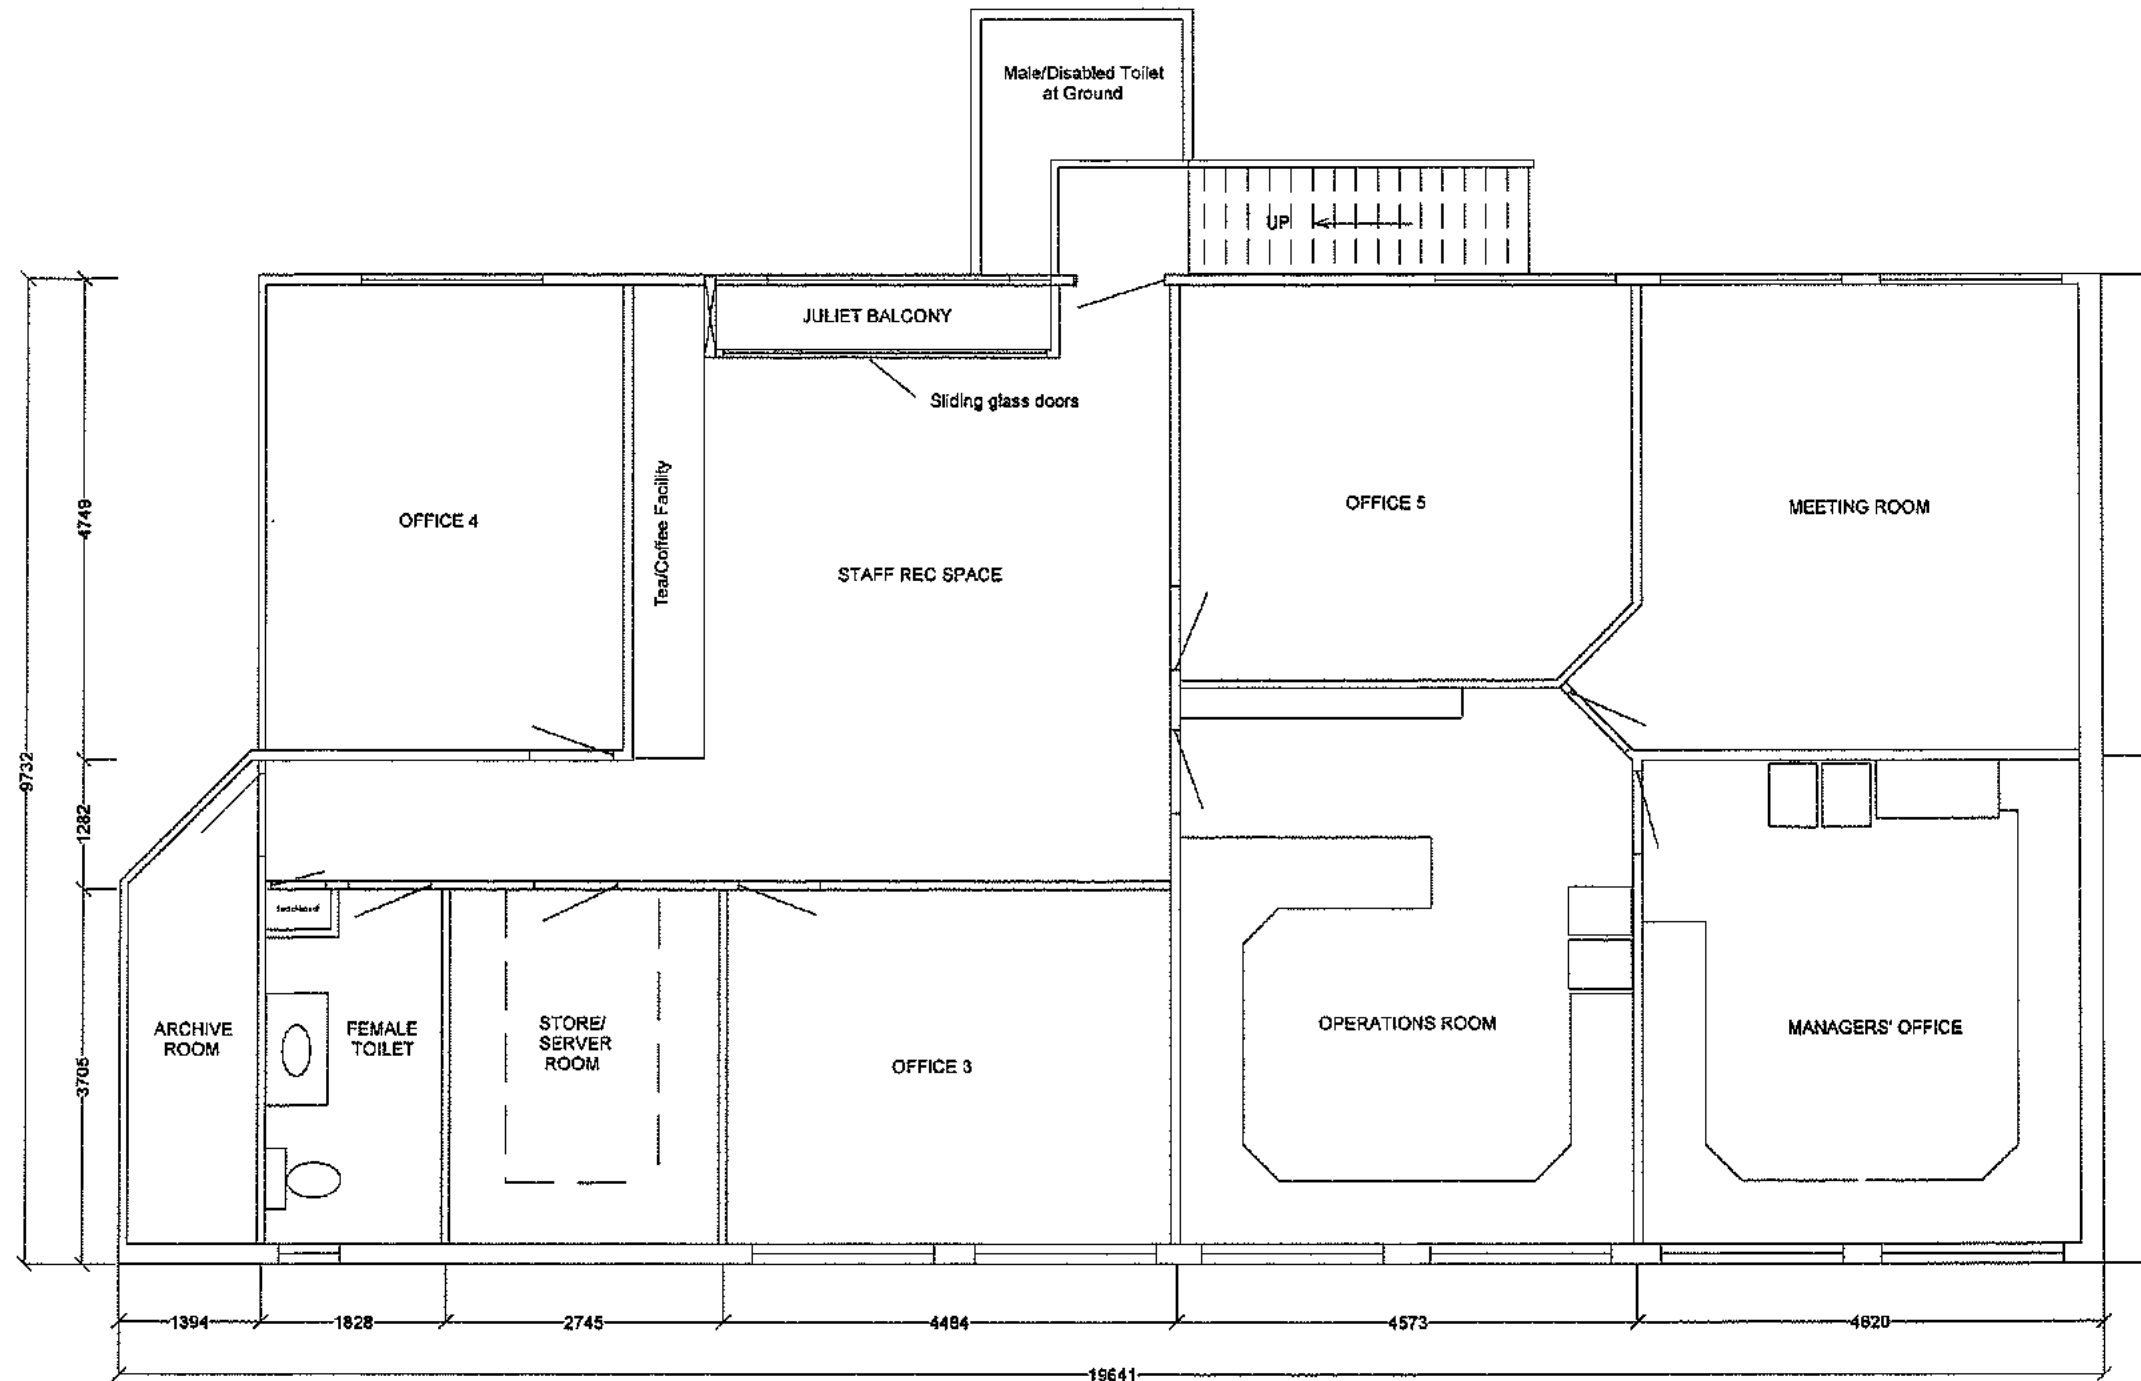 Male/Disabled Toilet
at Ground
UP
JULIET BALCONY
Sliding glass doors
OFFICE 4
Tea/Coffee Facility
STAFF REC SPACE
OFFICE 5
MEETING ROOM
4749
9732
1282
3705
ARCHIVE
ROOM
FEMALE
TOILET
STORE/
SERVER
ROOM
OFFICE 3
OPERATIONS ROOM
MANAGERS' OFFICE
1394
1828
2745
4484
4573
4620
19641